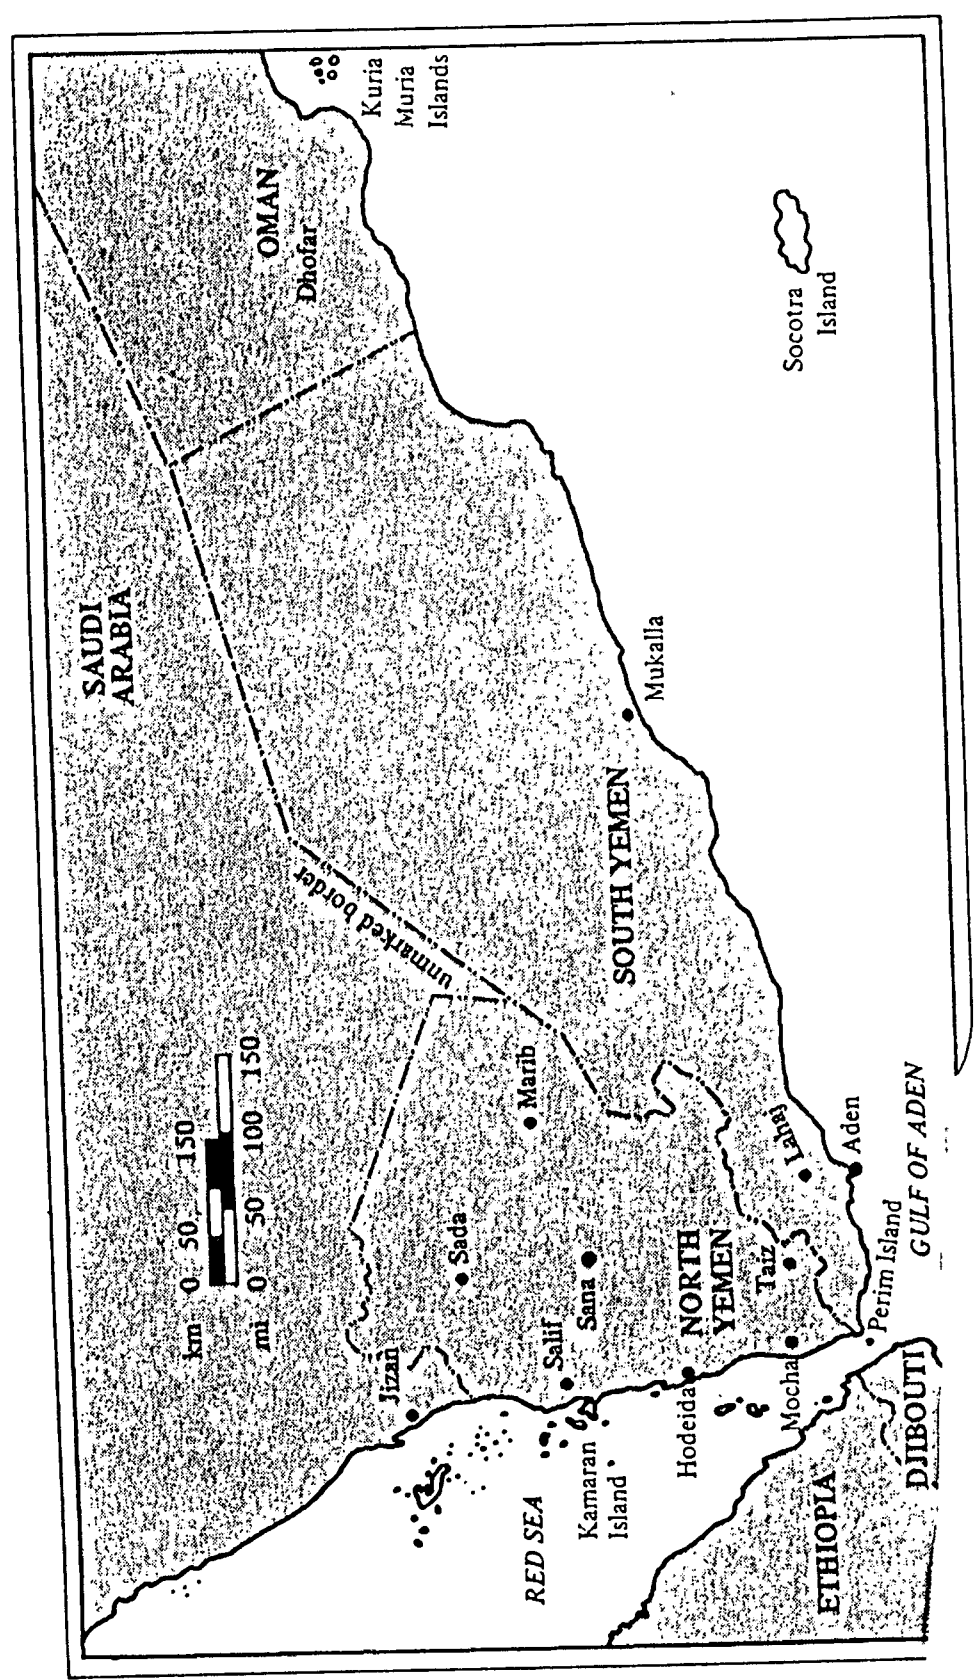 SAUDI
ARABIA
OMAN
Dhofar
Kuria
Muria
Islands
km 0 50 150
mi 0 50 100 150
unmarked border
Jizan
Sada
Marib
Salif
Sana
SOUTH YEMEN
Mukalla
Socotra
Island
RED SEA
Kamaran
Island
Hodeida
NORTH
YEMEN
Taiz
Lahaj
Mocha
Aden
Perim Island
GULF OF ADEN
ETHIOPIA
DJIBOUTI